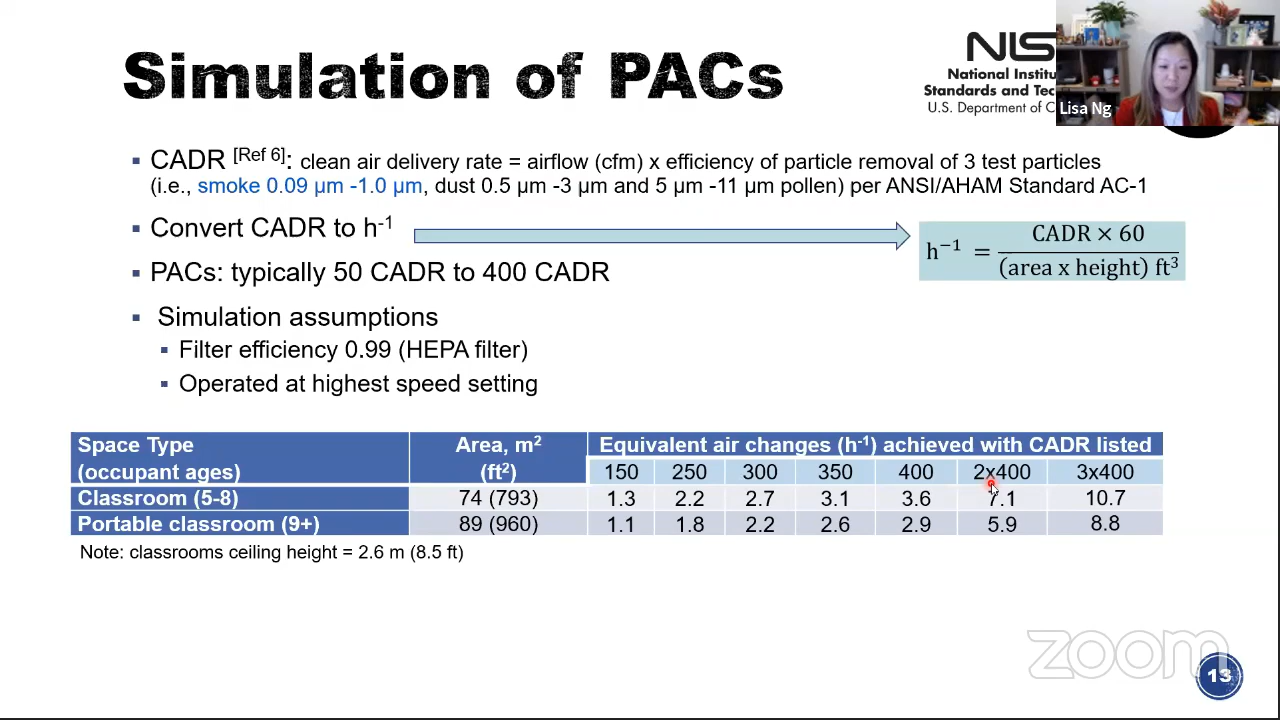 Simulation of PACs
NIS
National Institu
Standards and Tec
U.S. Department of C
Lisa Ng
▪ CADR [Ref 6]: clean air delivery rate = airflow (cfm) x efficiency of particle removal of 3 test particles
(i.e., smoke 0.09 µm -1.0 µm, dust 0.5 µm -3 µm and 5 µm -11 µm pollen) per ANSI/AHAM Standard AC-1
▪ Convert CADR to h-1
h⁻¹ = CADR × 60 / (area x height) ft³
▪ PACs: typically 50 CADR to 400 CADR
▪ Simulation assumptions
▪ Filter efficiency 0.99 (HEPA filter)
▪ Operated at highest speed setting
Space Type (occupant ages) Area, m² (ft²) Equivalent air changes (h-1) achieved with CADR listed
150 250 300 350 400 2x400 3x400
Classroom (5-8) 74 (793) 1.3 2.2 2.7 3.1 3.6 7.1 10.7
Portable classroom (9+) 89 (960) 1.1 1.8 2.2 2.6 2.9 5.9 8.8
Note: classrooms ceiling height = 2.6 m (8.5 ft)
zoom
13